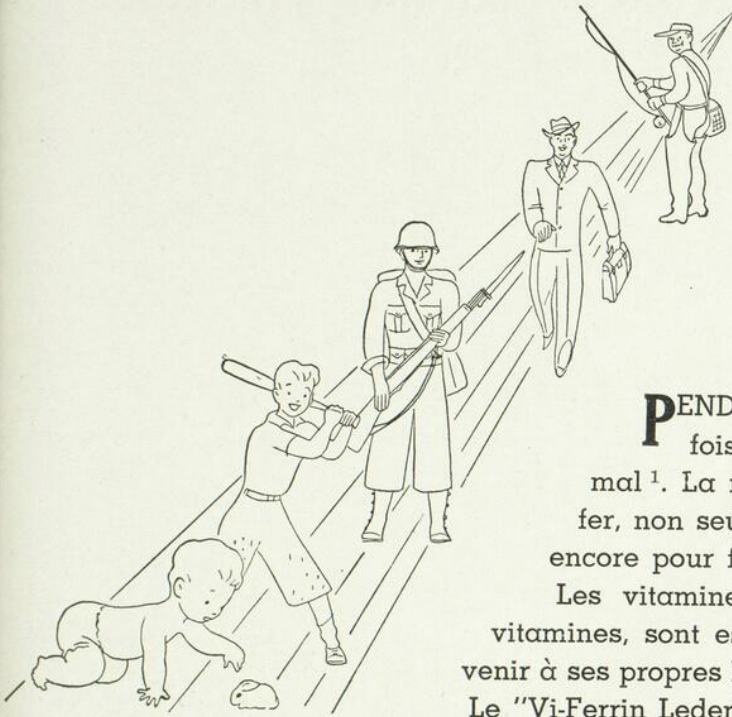 PEND
fois
mal ¹. La
fer, non seu
encore pour f
Les vitamine
vitamines, sont es
venir à ses propres
Le "Vi-Ferrin Leder